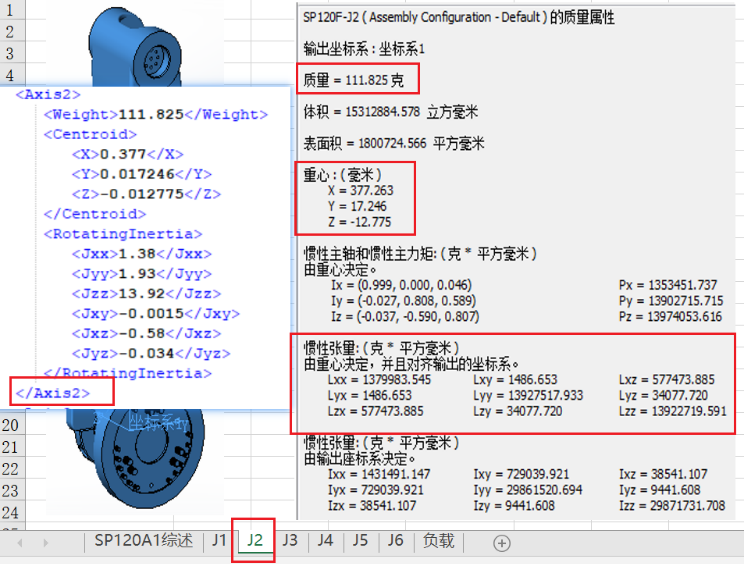 1
2
3
4
<Axis2>
<Weight>111.825</Weight>
<Centroid>
<X>0.377</X>
<Y>0.017246</Y>
<Z>-0.012775</Z>
</Centroid>
<RotatingInertia>
<Jxx>1.38</Jxx>
<Jyy>1.93</Jyy>
<Jzz>13.92</Jzz>
<Jxy>-0.0015</Jxy>
<Jxz>-0.58</Jxz>
<Jyz>-0.034</Jyz>
</RotatingInertia>
</Axis2>
20
21
22
23
24
坐标系1y
SP120F-J2 ( Assembly Configuration - Default ) 的质量属性
输出坐标系 : 坐标系1
质量 = 111.825 克
体积 = 15312884.578 立方毫米
表面积 = 1800724.566 平方毫米
重心 : ( 毫米 )
X = 377.263
Y = 17.246
Z = -12.775
惯性主轴和惯性主力矩: ( 克 * 平方毫米 )
由重心决定。
Ix = (0.999, 0.000, 0.046) Px = 1353451.737
Iy = (-0.027, 0.808, 0.589) Py = 13902715.715
Iz = (-0.037, -0.590, 0.807) Pz = 13974053.616
惯性张量: ( 克 * 平方毫米 )
由重心决定，并且对齐输出的坐标系。
Lxx = 1379983.545 Lxy = 1486.653 Lxz = 577473.885
Lyx = 1486.653 Lyy = 13927517.933 Lyz = 34077.720
Lzx = 577473.885 Lzy = 34077.720 Lzz = 13922719.591
惯性张量: ( 克 * 平方毫米 )
由输出座标系决定。
Ixx = 1431491.147 Ixy = 729039.921 Ixz = 38541.107
Iyx = 729039.921 Iyy = 29861520.694 Iyz = 9441.608
Izx = 38541.107 Izy = 9441.608 Izz = 29871731.708
SP120A1综述 J1 J2 J3 J4 J5 J6 负载